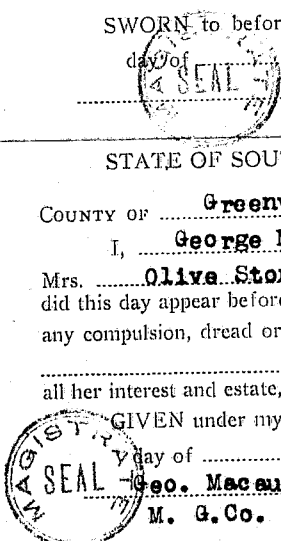 SWORN to befor
day of
SEAL
STATE OF SOU
COUNTY OF Green
I, George
Mrs. Olive Sto
did this day appear before
any compulsion, dread or
all her interest and estate,
GIVEN under my
day of
MAGISTRATE
SEAL
Geo. Macau
M. G.Co.